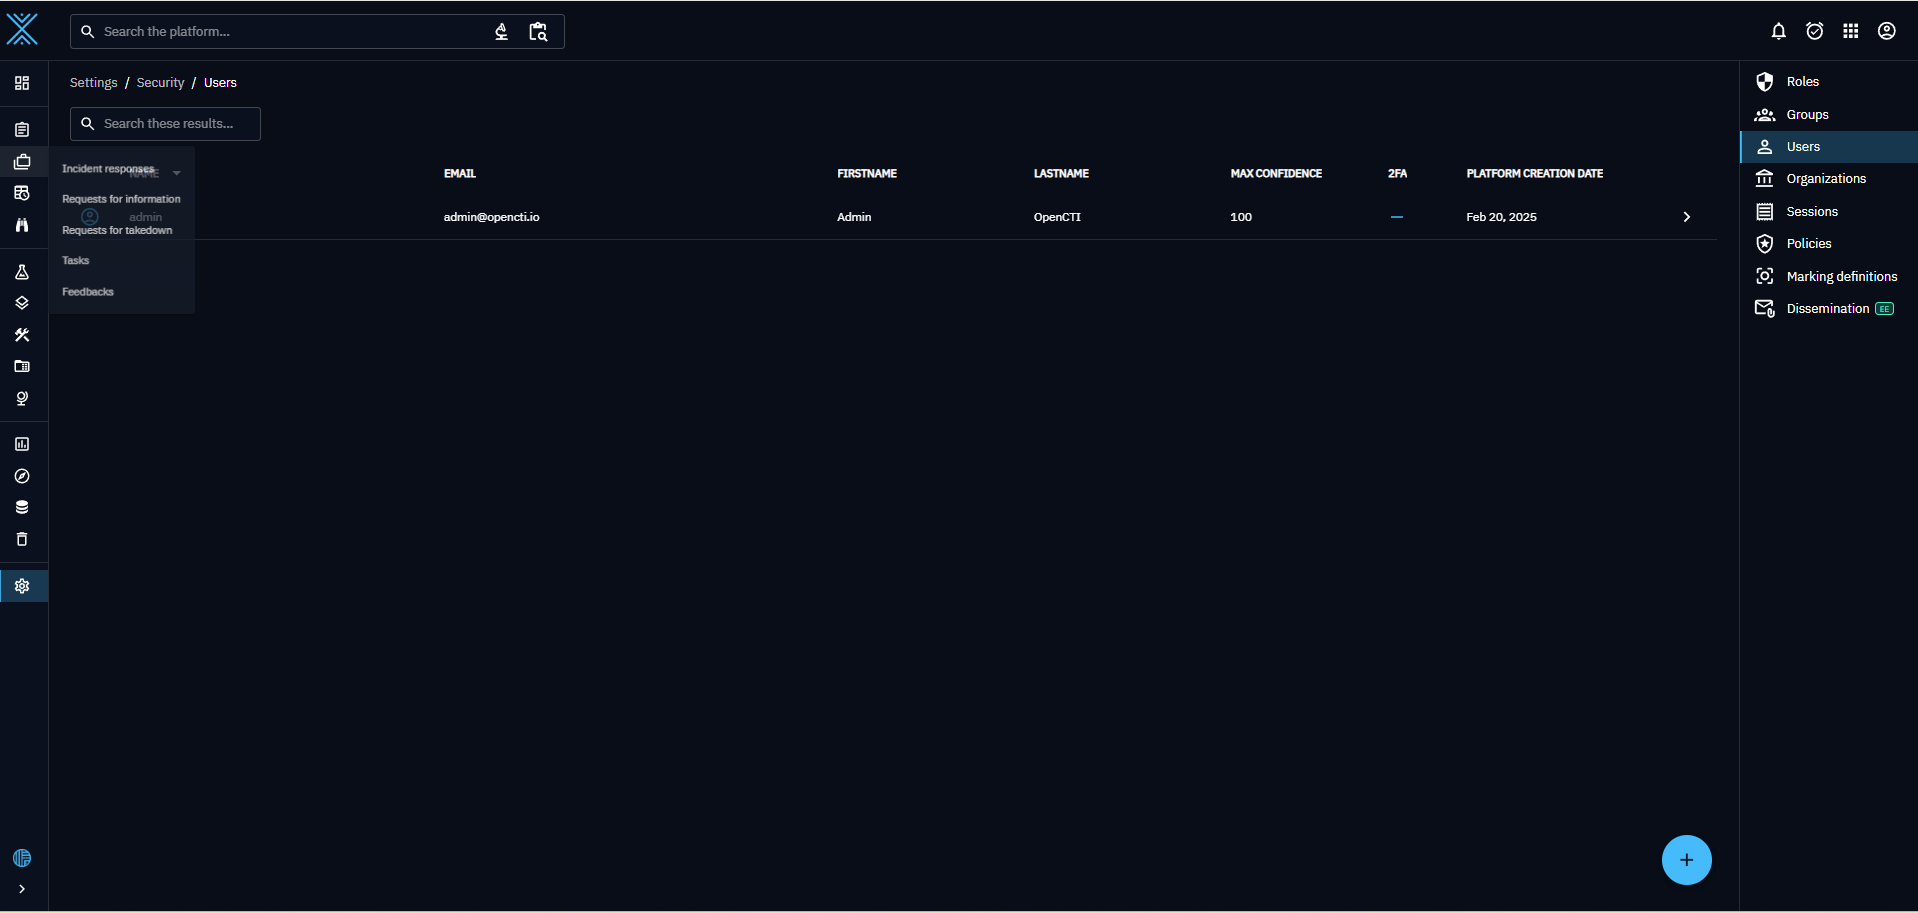 Search the platform...
Settings / Security / Users
Search these results...
Incident responses
Requests for information
Requests for takedown
Tasks
Feedbacks
NAME EMAIL FIRSTNAME LASTNAME MAX CONFIDENCE 2FA PLATFORM CREATION DATE
admin admin@opencti.io Admin OpenCTI 100 — Feb 20, 2025
Roles
Groups
Users
Organizations
Sessions
Policies
Marking definitions
Dissemination EE